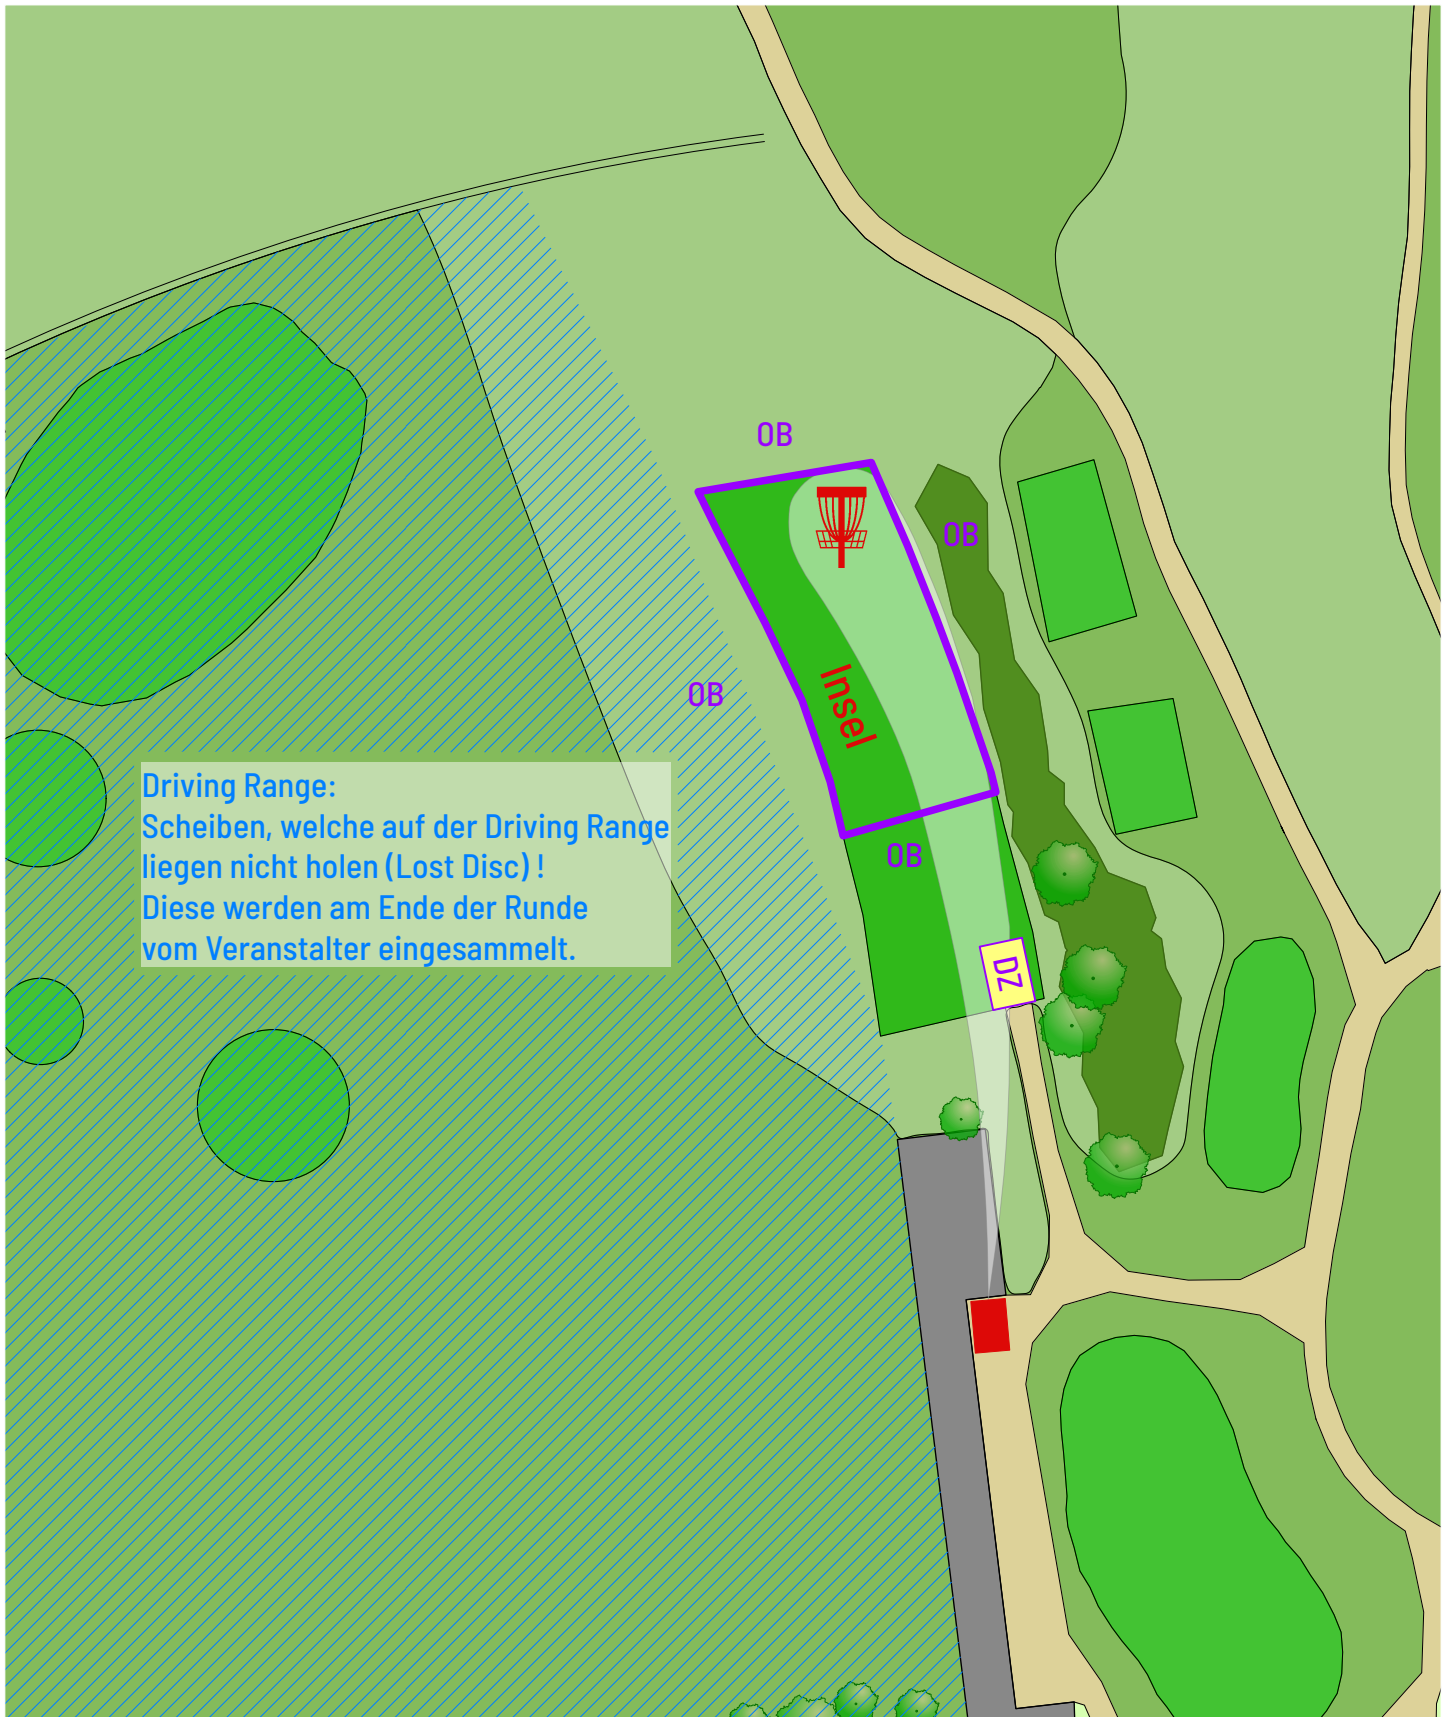 OB
OB
Insel
OB
Driving Range:
Scheiben, welche auf der Driving Range
liegen nicht holen (Lost Disc) !
Diese werden am Ende der Runde
vom Veranstalter eingesammelt.
OB
DZ